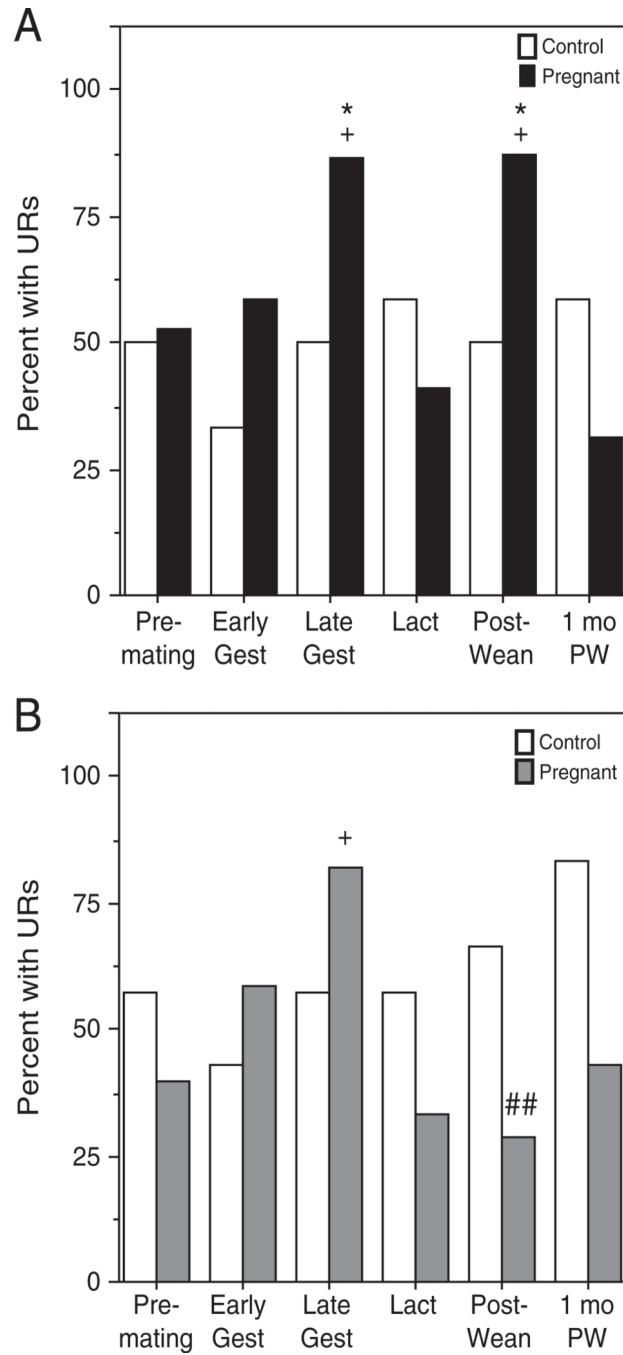 A
Control
Pregnant
100
75
50
25
0
Percent with URs
*
+
*
+
Pre-
mating
Early
Gest
Late
Gest
Lact
Post-
Wean
1 mo
PW
B
Control
Pregnant
100
75
50
25
0
Percent with URs
+
##
Pre-
mating
Early
Gest
Late
Gest
Lact
Post-
Wean
1 mo
PW